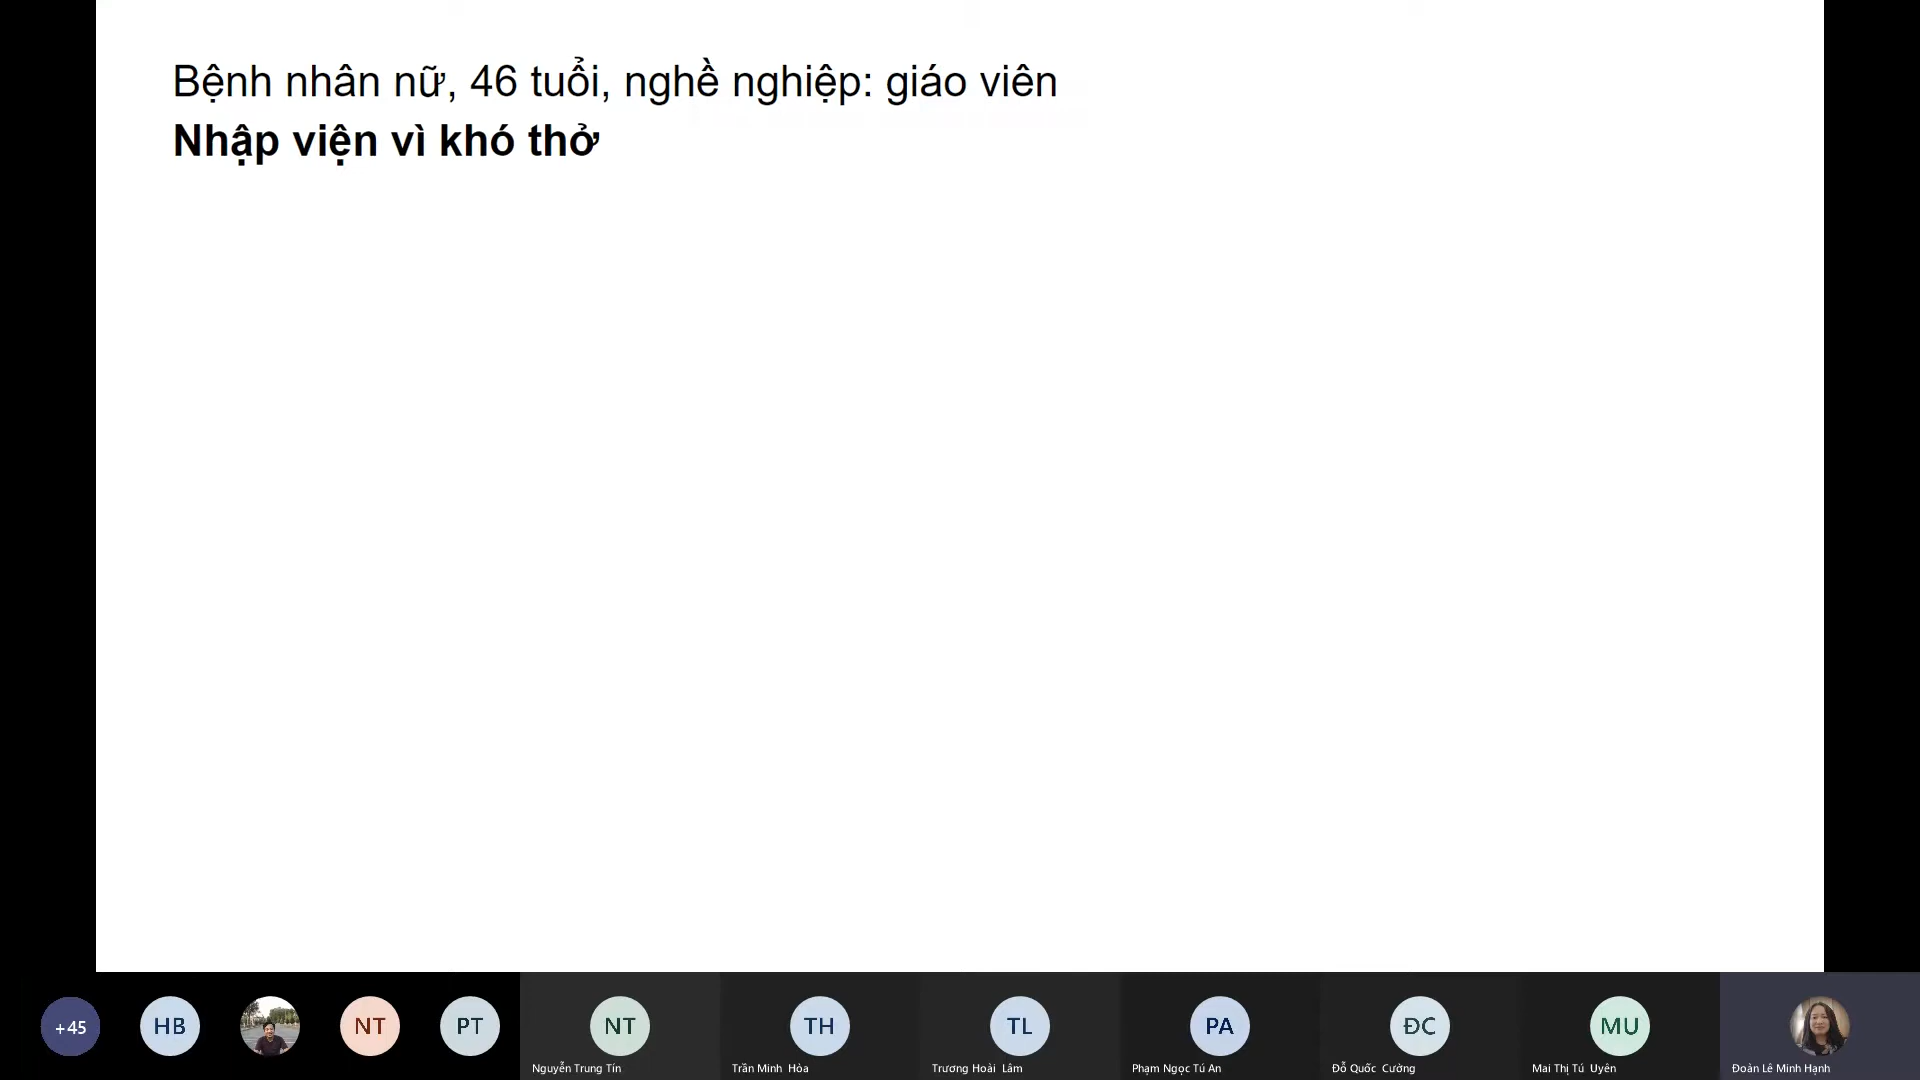 Bệnh nhân nữ, 46 tuổi, nghề nghiệp: giáo viên
Nhập viện vì khó thở
+45
HB
NT
PT
NT
TH
TL
PA
ĐC
MU
Nguyễn Trung Tín
Trần Minh Hòa
Trương Hoài Lâm
Phạm Ngọc Tú An
Đỗ Quốc Cường
Mai Thị Tú Uyên
Đoàn Lê Minh Hạnh